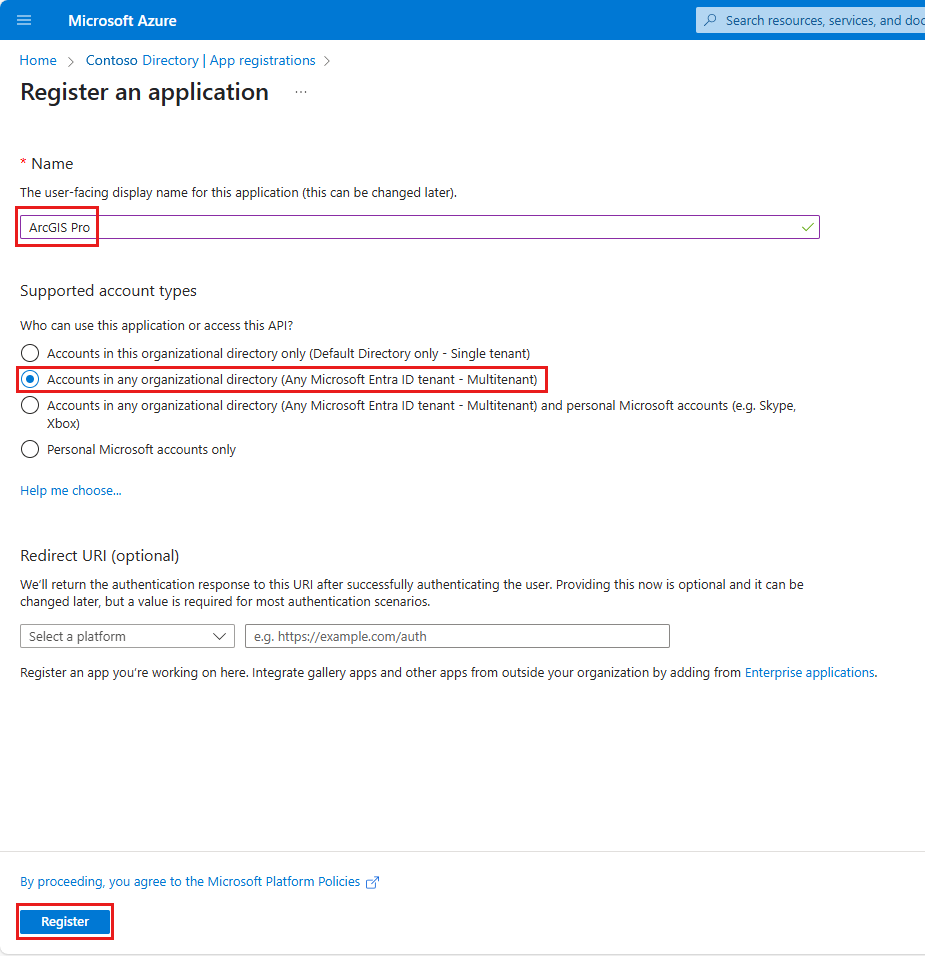 Microsoft Azure
Search resources, services, and doc
Home > Contoso Directory | App registrations >
Register an application ...
* Name
The user-facing display name for this application (this can be changed later).
ArcGIS Pro
Supported account types
Who can use this application or access this API?
Accounts in this organizational directory only (Default Directory only - Single tenant)
Accounts in any organizational directory (Any Microsoft Entra ID tenant - Multitenant)
Accounts in any organizational directory (Any Microsoft Entra ID tenant - Multitenant) and personal Microsoft accounts (e.g. Skype,
Xbox)
Personal Microsoft accounts only
Help me choose...
Redirect URI (optional)
We'll return the authentication response to this URI after successfully authenticating the user. Providing this now is optional and it can be
changed later, but a value is required for most authentication scenarios.
Select a platform
e.g. https://example.com/auth
Register an app you're working on here. Integrate gallery apps and other apps from outside your organization by adding from Enterprise applications.
By proceeding, you agree to the Microsoft Platform Policies
Register